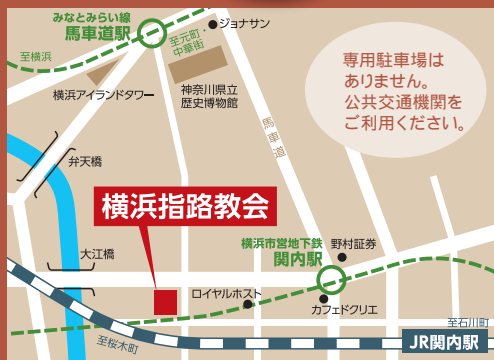 みなとみらい線
馬車道駅
ジョナサン
至横浜
至元町・
中華街
専用駐車場は
ありません。
公共交通機関を
ご利用ください。
横浜アイランドタワー
神奈川県立
歴史博物館
馬車道
弁天橋
横浜指路教会
大江橋
横浜市営地下鉄
関内駅
野村証券
ロイヤルホスト
カフェドクリエ
至石川町
至桜木町
JR関内駅